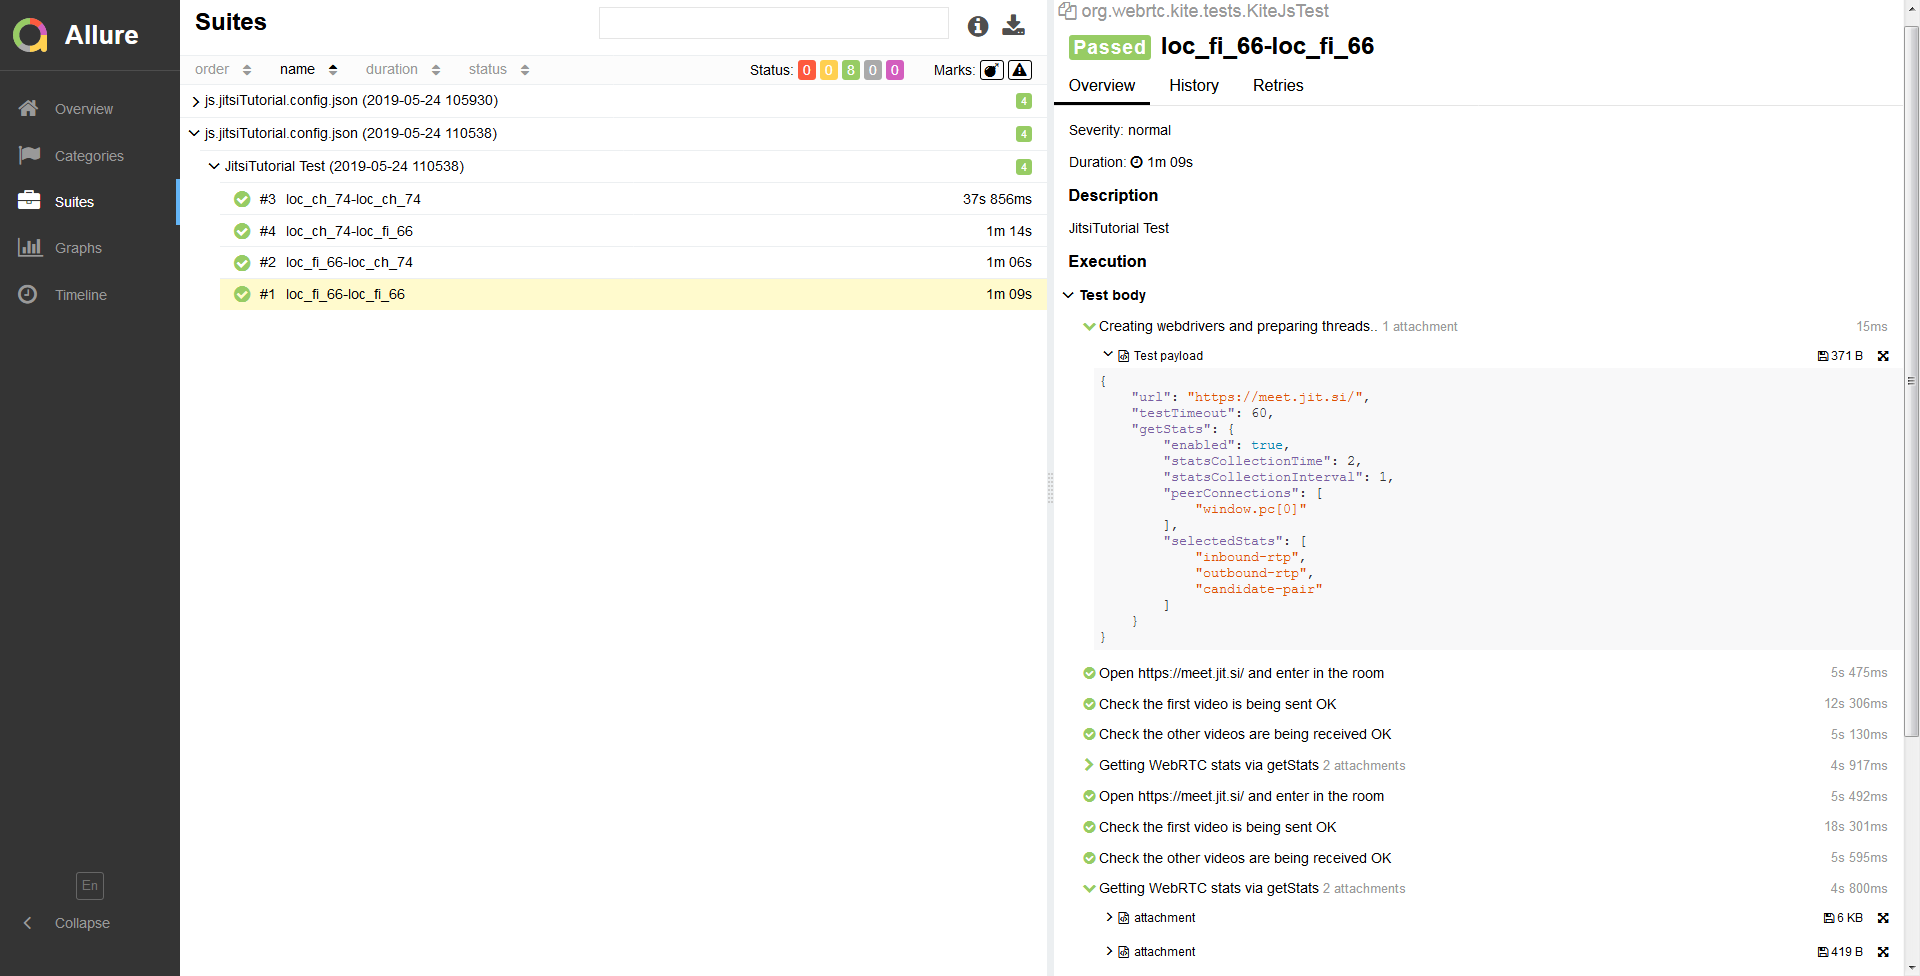 Allure
Overview
Categories
Suites
Graphs
Timeline
En
Collapse
Suites
order name duration status Status: 0 0 8 0 0 Marks:
js.jitsiTutorial.config.json (2019-05-24 105930) 4
js.jitsiTutorial.config.json (2019-05-24 110538) 4
JitsiTutorial Test (2019-05-24 110538) 4
#3 loc_ch_74-loc_ch_74 37s 856ms
#4 loc_ch_74-loc_fi_66 1m 14s
#2 loc_fi_66-loc_ch_74 1m 06s
#1 loc_fi_66-loc_fi_66 1m 09s
org.webrtc.kite.tests.KiteJsTest
Passed loc_fi_66-loc_fi_66
Overview History Retries
Severity: normal
Duration: 1m 09s
Description
JitsiTutorial Test
Execution
Test body
Creating webdrivers and preparing threads.. 1 attachment 15ms
Test payload 371 B
{
"url": "https://meet.jit.si/",
"testTimeout": 60,
"getStats": {
"enabled": true,
"statsCollectionTime": 2,
"statsCollectionInterval": 1,
"peerConnections": [
"window.pc[0]"
],
"selectedStats": [
"inbound-rtp",
"outbound-rtp",
"candidate-pair"
]
}
}
Open https://meet.jit.si/ and enter in the room 5s 475ms
Check the first video is being sent OK 12s 306ms
Check the other videos are being received OK 5s 130ms
Getting WebRTC stats via getStats 2 attachments 4s 917ms
Open https://meet.jit.si/ and enter in the room 5s 492ms
Check the first video is being sent OK 18s 301ms
Check the other videos are being received OK 5s 595ms
Getting WebRTC stats via getStats 2 attachments 4s 800ms
attachment 6 KB
attachment 419 B